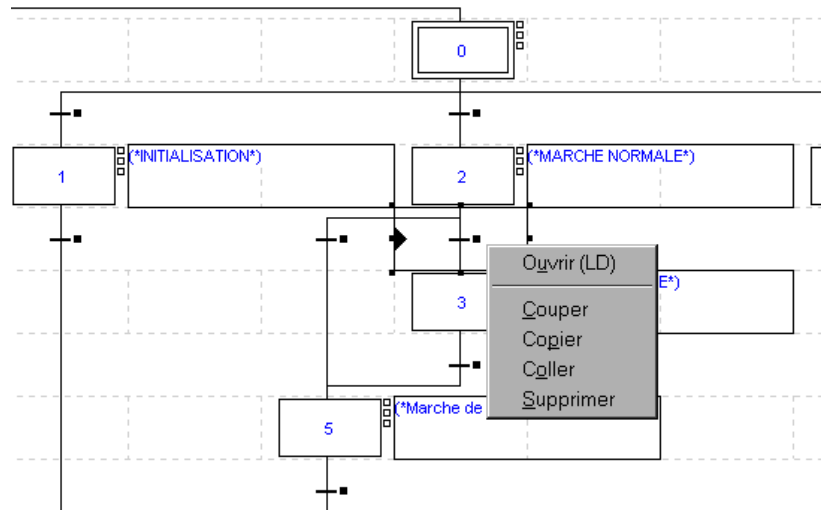 0
1
(*INITIALISATION*)
2
(*MARCHE NORMALE*)
Ouvrir (LD)
3
E*)
Couper
Copier
Coller
Supprimer
5
(*Marche de